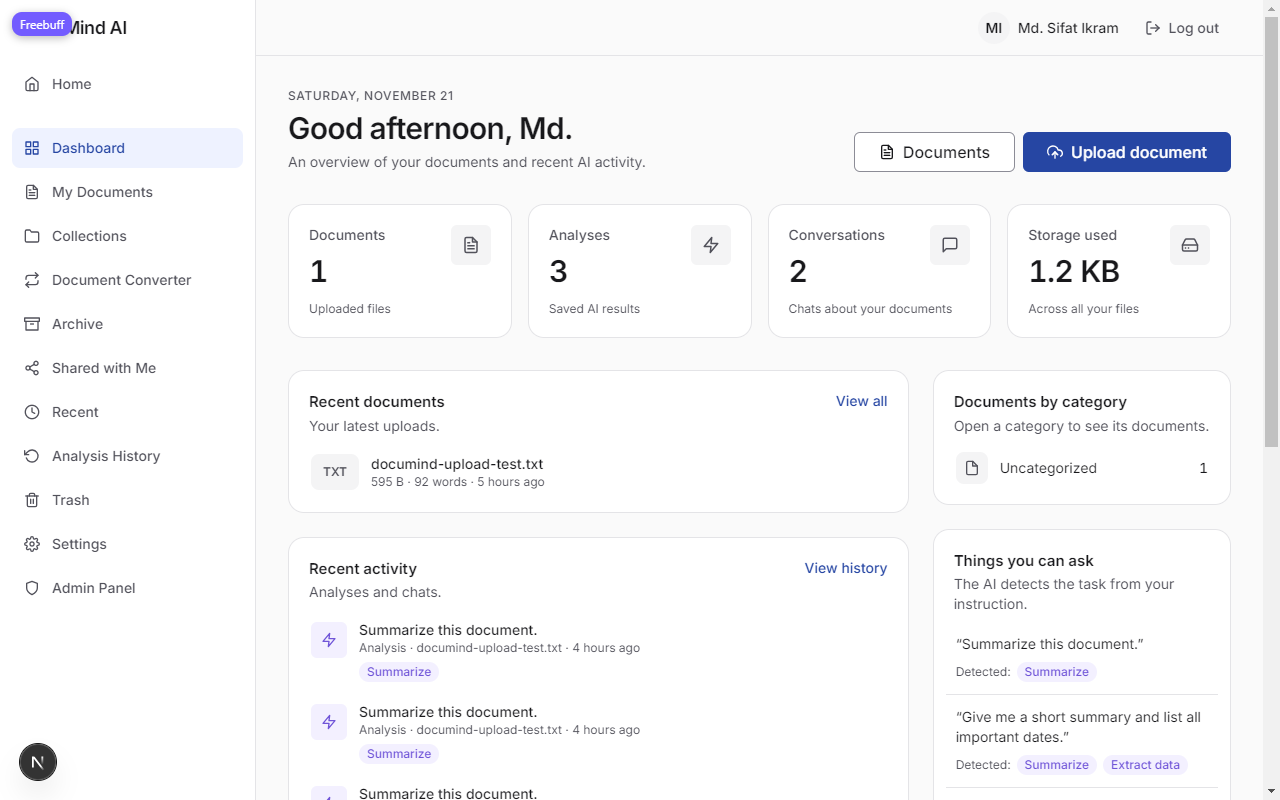 Freebuff
Mind AI
Home
Dashboard
My Documents
Collections
Document Converter
Archive
Shared with Me
Recent
Analysis History
Trash
Settings
Admin Panel
N
MI Md. Sifat Ikram Log out
SATURDAY, NOVEMBER 21
Good afternoon, Md.
An overview of your documents and recent AI activity.
Documents Upload document
Documents
1
Uploaded files
Analyses
3
Saved AI results
Conversations
2
Chats about your documents
Storage used
1.2 KB
Across all your files
Recent documents View all
Your latest uploads.
TXT
documind-upload-test.txt
595 B · 92 words · 5 hours ago
Recent activity View history
Analyses and chats.
Summarize this document.
Analysis · documind-upload-test.txt · 4 hours ago
Summarize
Summarize this document.
Analysis · documind-upload-test.txt · 4 hours ago
Summarize
Summarize this document.
Documents by category
Open a category to see its documents.
Uncategorized 1
Things you can ask
The AI detects the task from your
instruction.
“Summarize this document.”
Detected: Summarize
“Give me a short summary and list all
important dates.”
Detected: Summarize Extract data